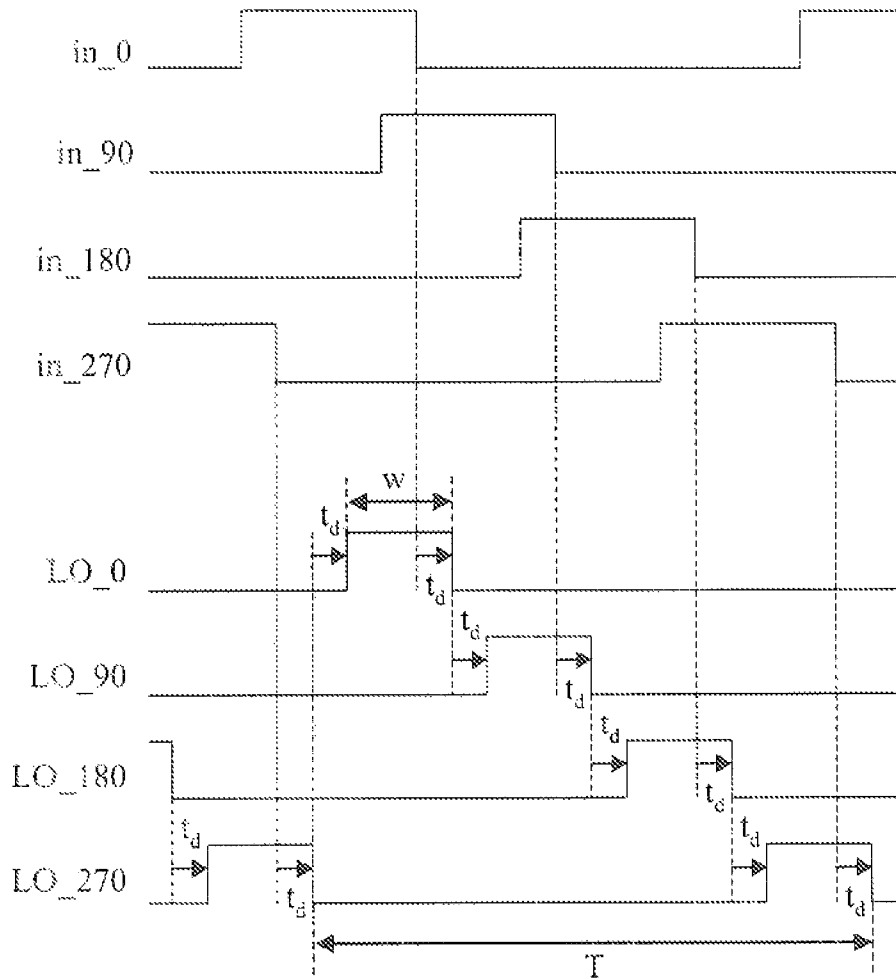 in_0
in_90
in_180
in_270
w
t_d
LO_0
t_d
t_d
LO_90
t_d
t_d
LO_180
t_d
t_d
t_d
LO_270
t_d
t_d
T